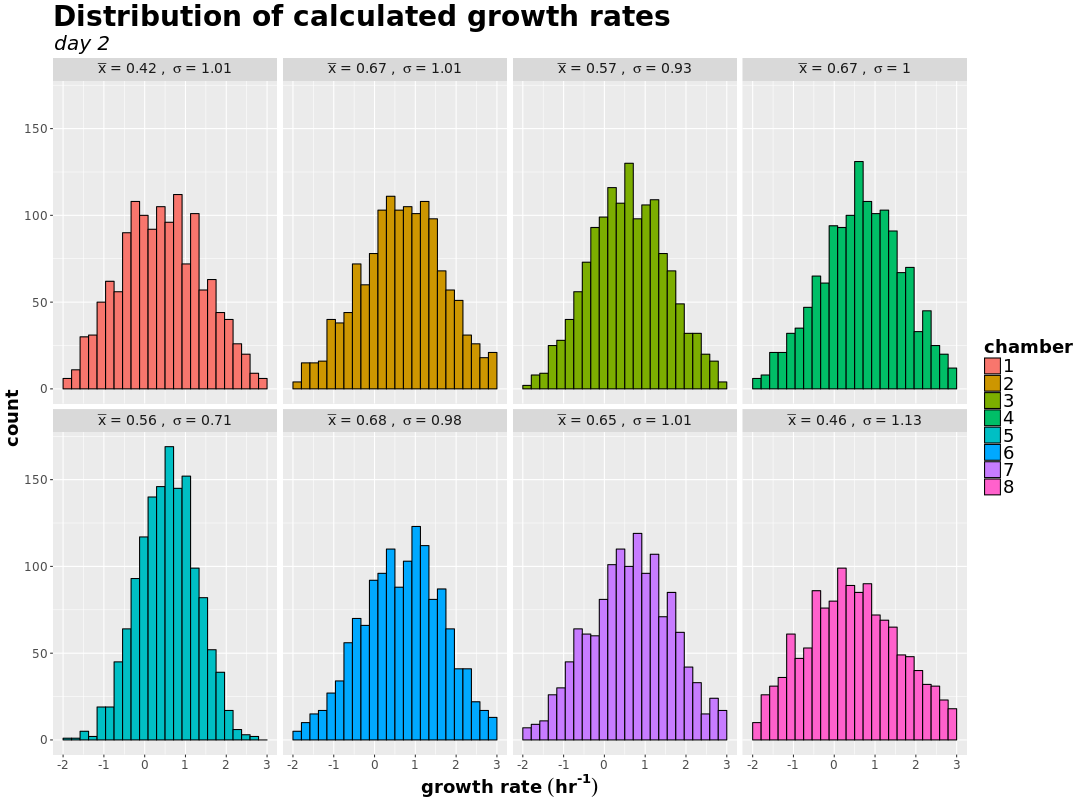 Distribution of calculated growth rates
day 2
x̅ = 0.42 , σ = 1.01
x̅ = 0.67 , σ = 1.01
x̅ = 0.57 , σ = 0.93
x̅ = 0.67 , σ = 1
150
100
50
0
x̅ = 0.56 , σ = 0.71
x̅ = 0.68 , σ = 0.98
x̅ = 0.65 , σ = 1.01
x̅ = 0.46 , σ = 1.13
150
100
50
0
count
-2 -1 0 1 2 3
-2 -1 0 1 2 3
-2 -1 0 1 2 3
-2 -1 0 1 2 3
growth rate (hr⁻¹)
chamber
1
2
3
4
5
6
7
8